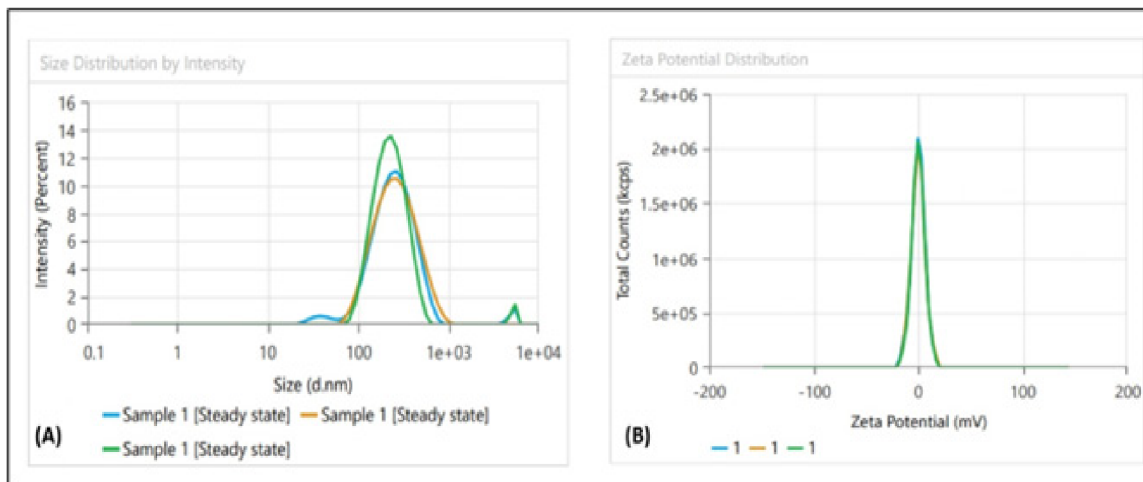 Size Distribution by Intensity
16
14
12
10
8
6
4
2
0
Intensity (Percent)
0.1 1 10 100 1e+03 1e+04
Size (d.nm)
Sample 1 [Steady state] Sample 1 [Steady state]
Sample 1 [Steady state]
(A)
Zeta Potential Distribution
2.5e+06
2e+06
1.5e+06
1e+06
5e+05
0
Total Counts (kcps)
-200 -100 0 100 200
Zeta Potential (mV)
1 1 1
(B)